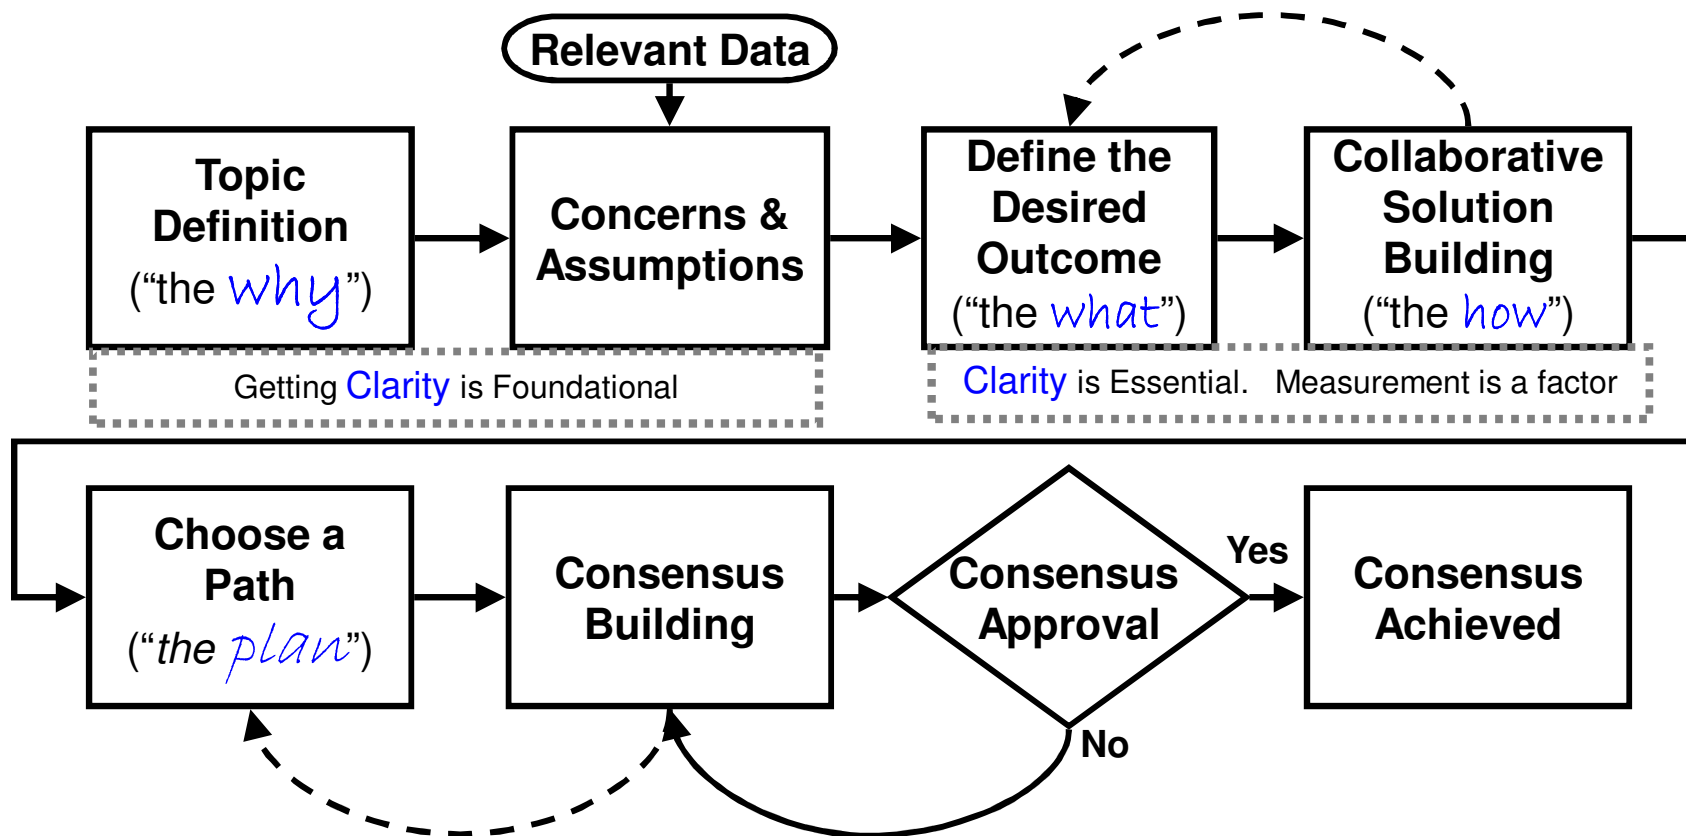 Relevant Data
Topic
Definition
(“the why”)
Concerns &
Assumptions
Define the
Desired
Outcome
(“the what”)
Collaborative
Solution
Building
(“the how”)
Getting Clarity is Foundational
Clarity is Essential. Measurement is a factor
Choose a
Path
(“the plan”)
Consensus
Building
Consensus
Approval
Yes
No
Consensus
Achieved